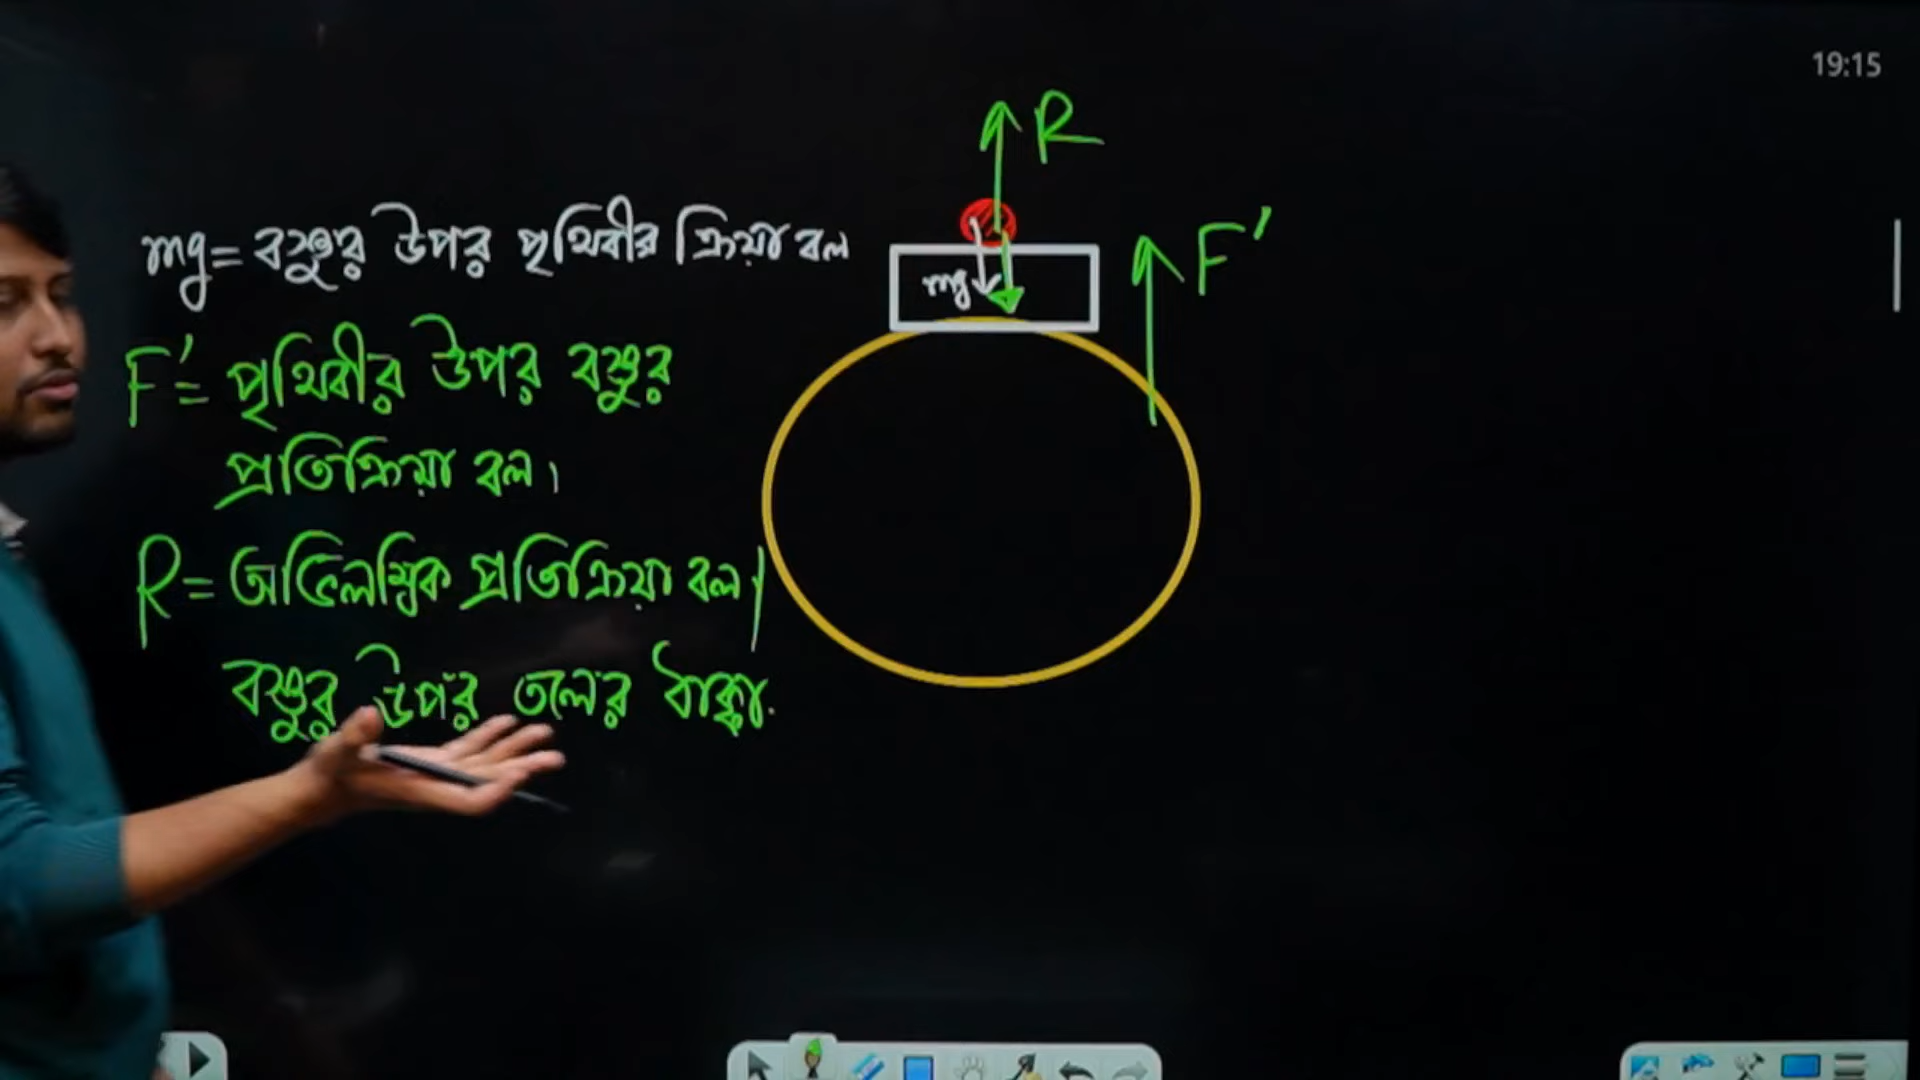 19:15
R
F'
mg
mg = বস্তুর উপর পৃথিবীর ক্রিয়া বল
F' = পৃথিবীর উপর বস্তুর
প্রতিক্রিয়া বল।
R = অভিলম্বিক প্রতিক্রিয়া বল।
বস্তুর উপর তলের ধাক্কা.